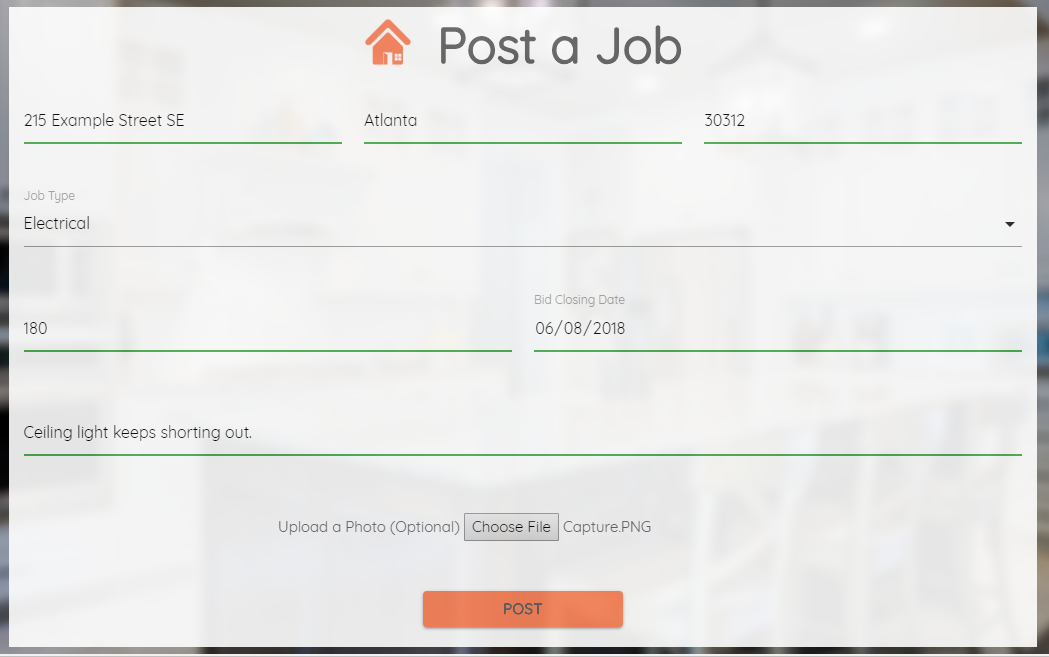 Post a Job
215 Example Street SE Atlanta 30312
Job Type
Electrical
Bid Closing Date
180 06/08/2018
Ceiling light keeps shorting out.
Upload a Photo (Optional) Choose File Capture.PNG
POST